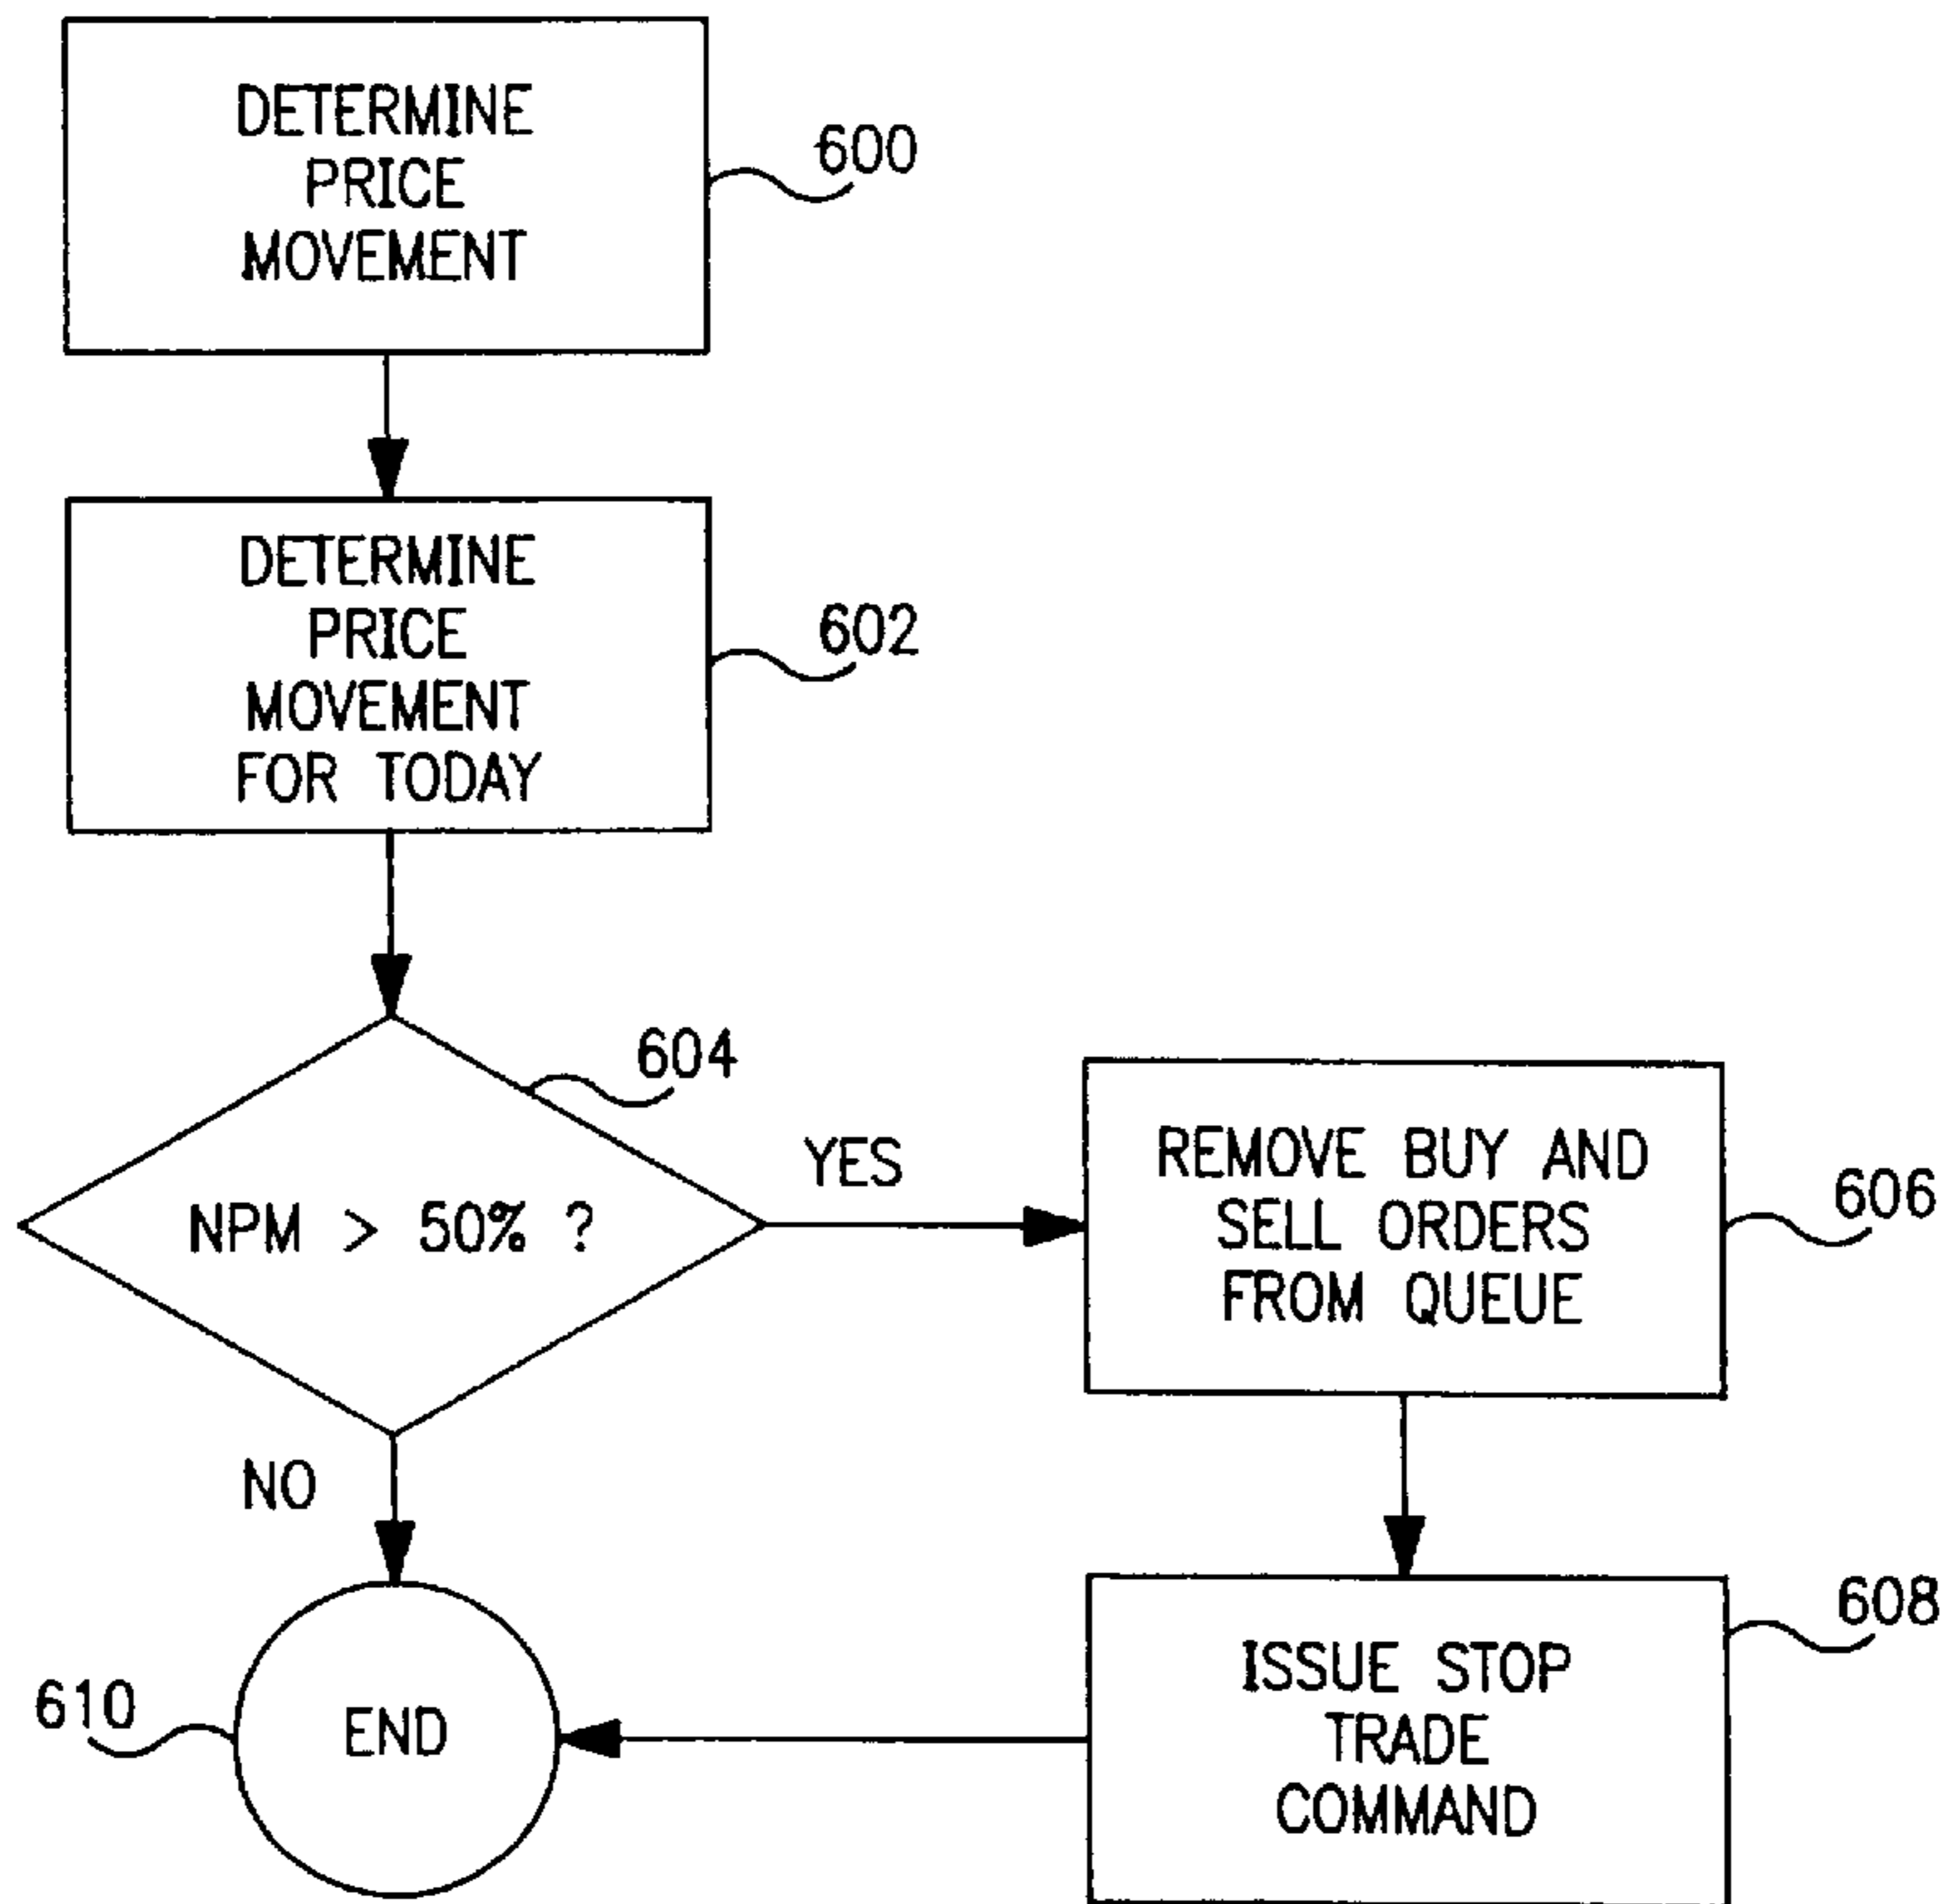 DETERMINE
PRICE
MOVEMENT
600
DETERMINE
PRICE
MOVEMENT
FOR TODAY
602
604
NPM > 50% ?
YES
NO
REMOVE BUY AND
SELL ORDERS
FROM QUEUE
606
ISSUE STOP
TRADE
COMMAND
608
610
END